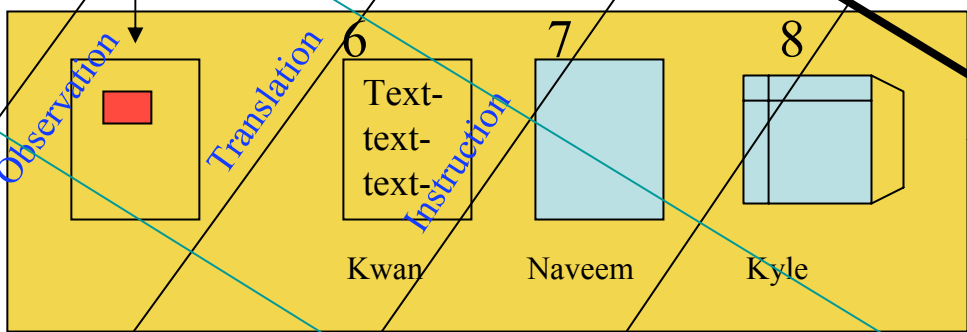 6
7
8
Observation
Translation
Instruction
Text-
text-
text-
Kwan
Naveem
Kyle